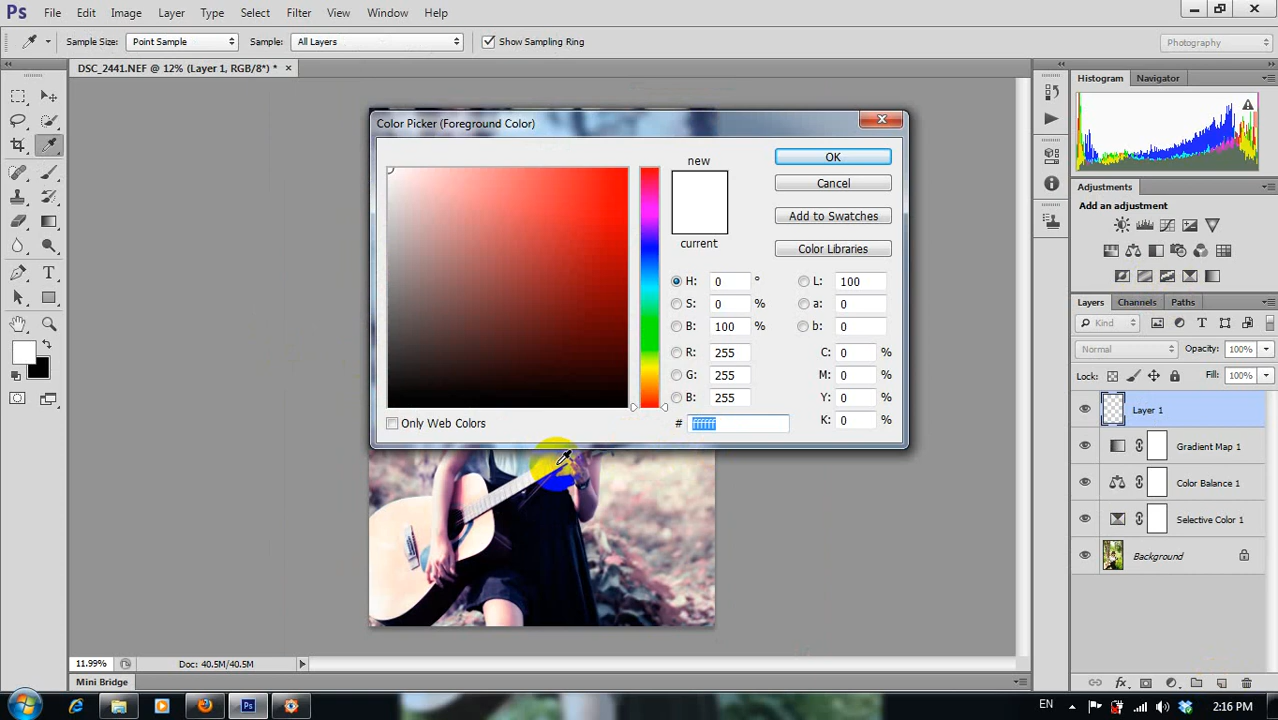 Ps File Edit Image Layer Type Select Filter View Window Help
Sample Size: Point Sample Sample: All Layers Show Sampling Ring Photography
DSC_2441.NEF @ 12% (Layer 1, RGB/8*) *
Color Picker (Foreground Color)
new
current
OK
Cancel
Add to Swatches
Color Libraries
H: 0 °
S: 0 %
B: 100 %
R: 255
G: 255
B: 255
# ffffff
L: 100
a: 0
b: 0
C: 0 %
M: 0 %
Y: 0 %
K: 0 %
Only Web Colors
Histogram Navigator
Adjustments
Add an adjustment
Layers Channels Paths
Kind
Normal Opacity: 100%
Lock: Fill: 100%
Layer 1
Gradient Map 1
Color Balance 1
Selective Color 1
Background
fx
11.99% Doc: 40.5M/40.5M
Mini Bridge
Ps EN 2:16 PM